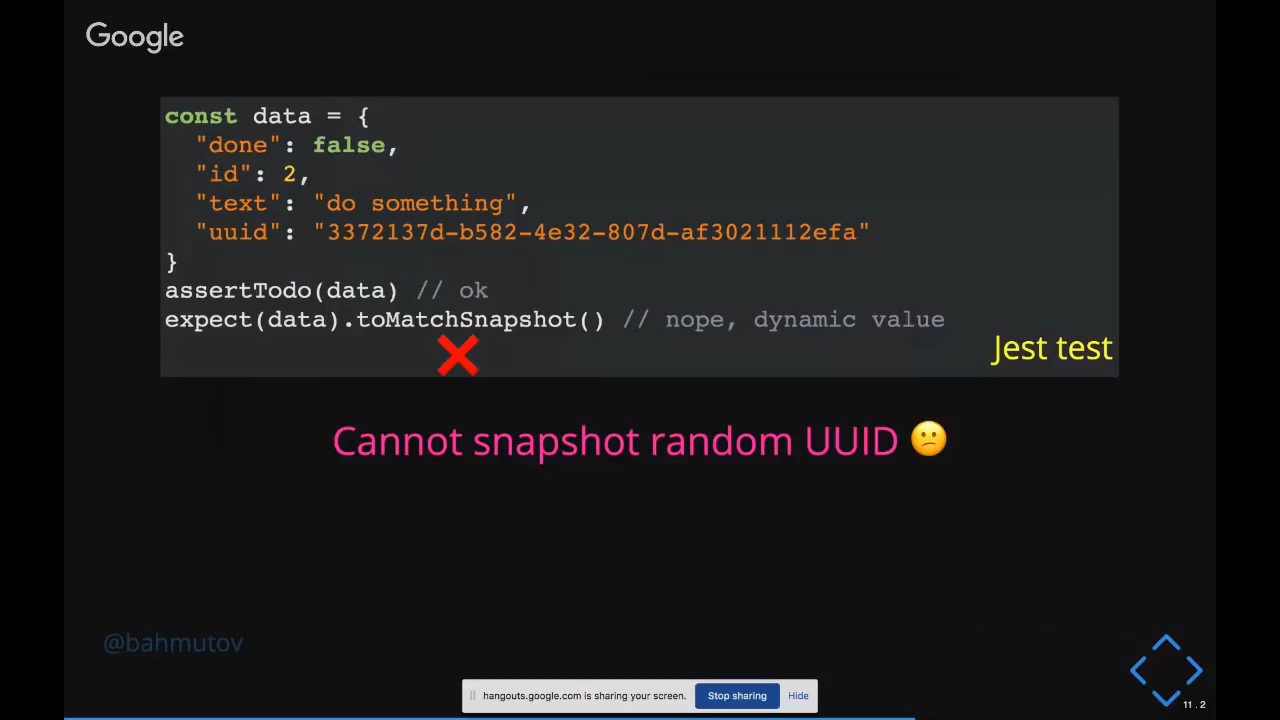 Google
const data = {
  "done": false,
  "id": 2,
  "text": "do something",
  "uuid": "3372137d-b582-4e32-807d-af3021112efa"
}
assertTodo(data) // ok
expect(data).toMatchSnapshot() // nope, dynamic value
Jest test
Cannot snapshot random UUID 😕
@bahmutov
hangouts.google.com is sharing your screen. Stop sharing Hide
11.2